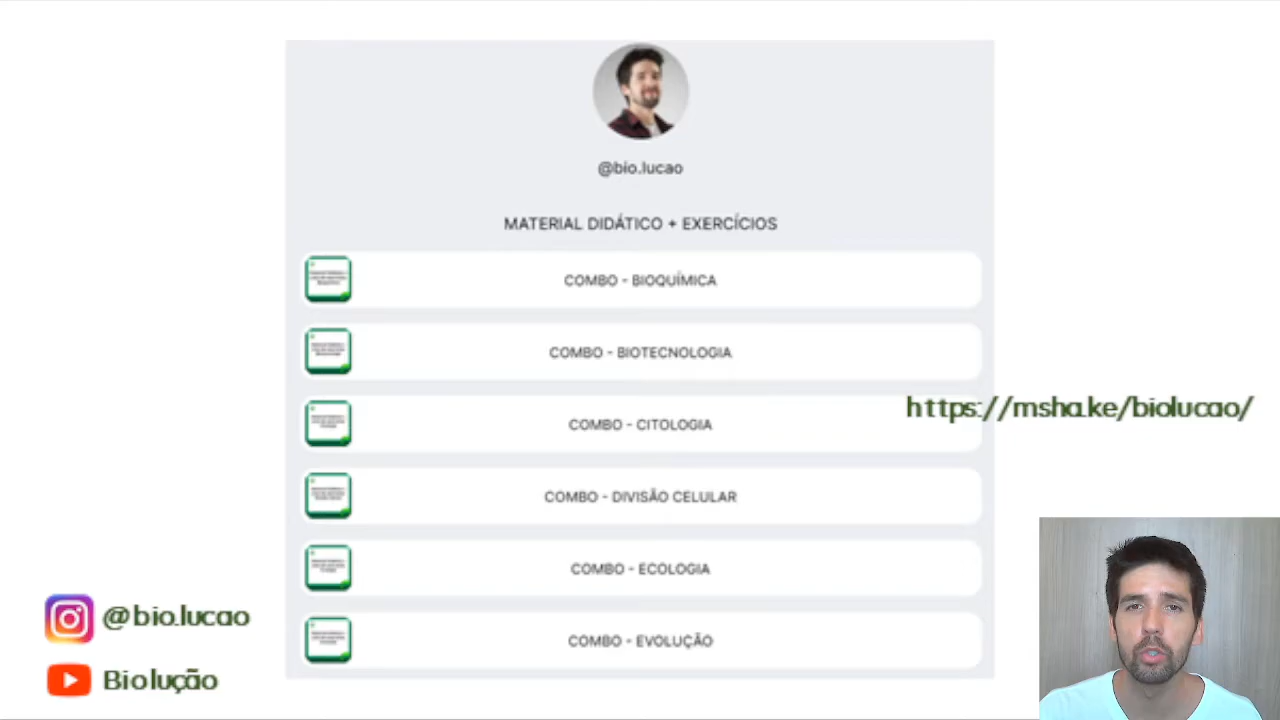 @bio.lucao
MATERIAL DIDÁTICO + EXERCÍCIOS
COMBO - BIOQUÍMICA
COMBO - BIOTECNOLOGIA
https://msha.ke/biolucao/
COMBO - CITOLOGIA
COMBO - DIVISÃO CELULAR
COMBO - ECOLOGIA
COMBO - EVOLUÇÃO
@bio.lucao
Biolução